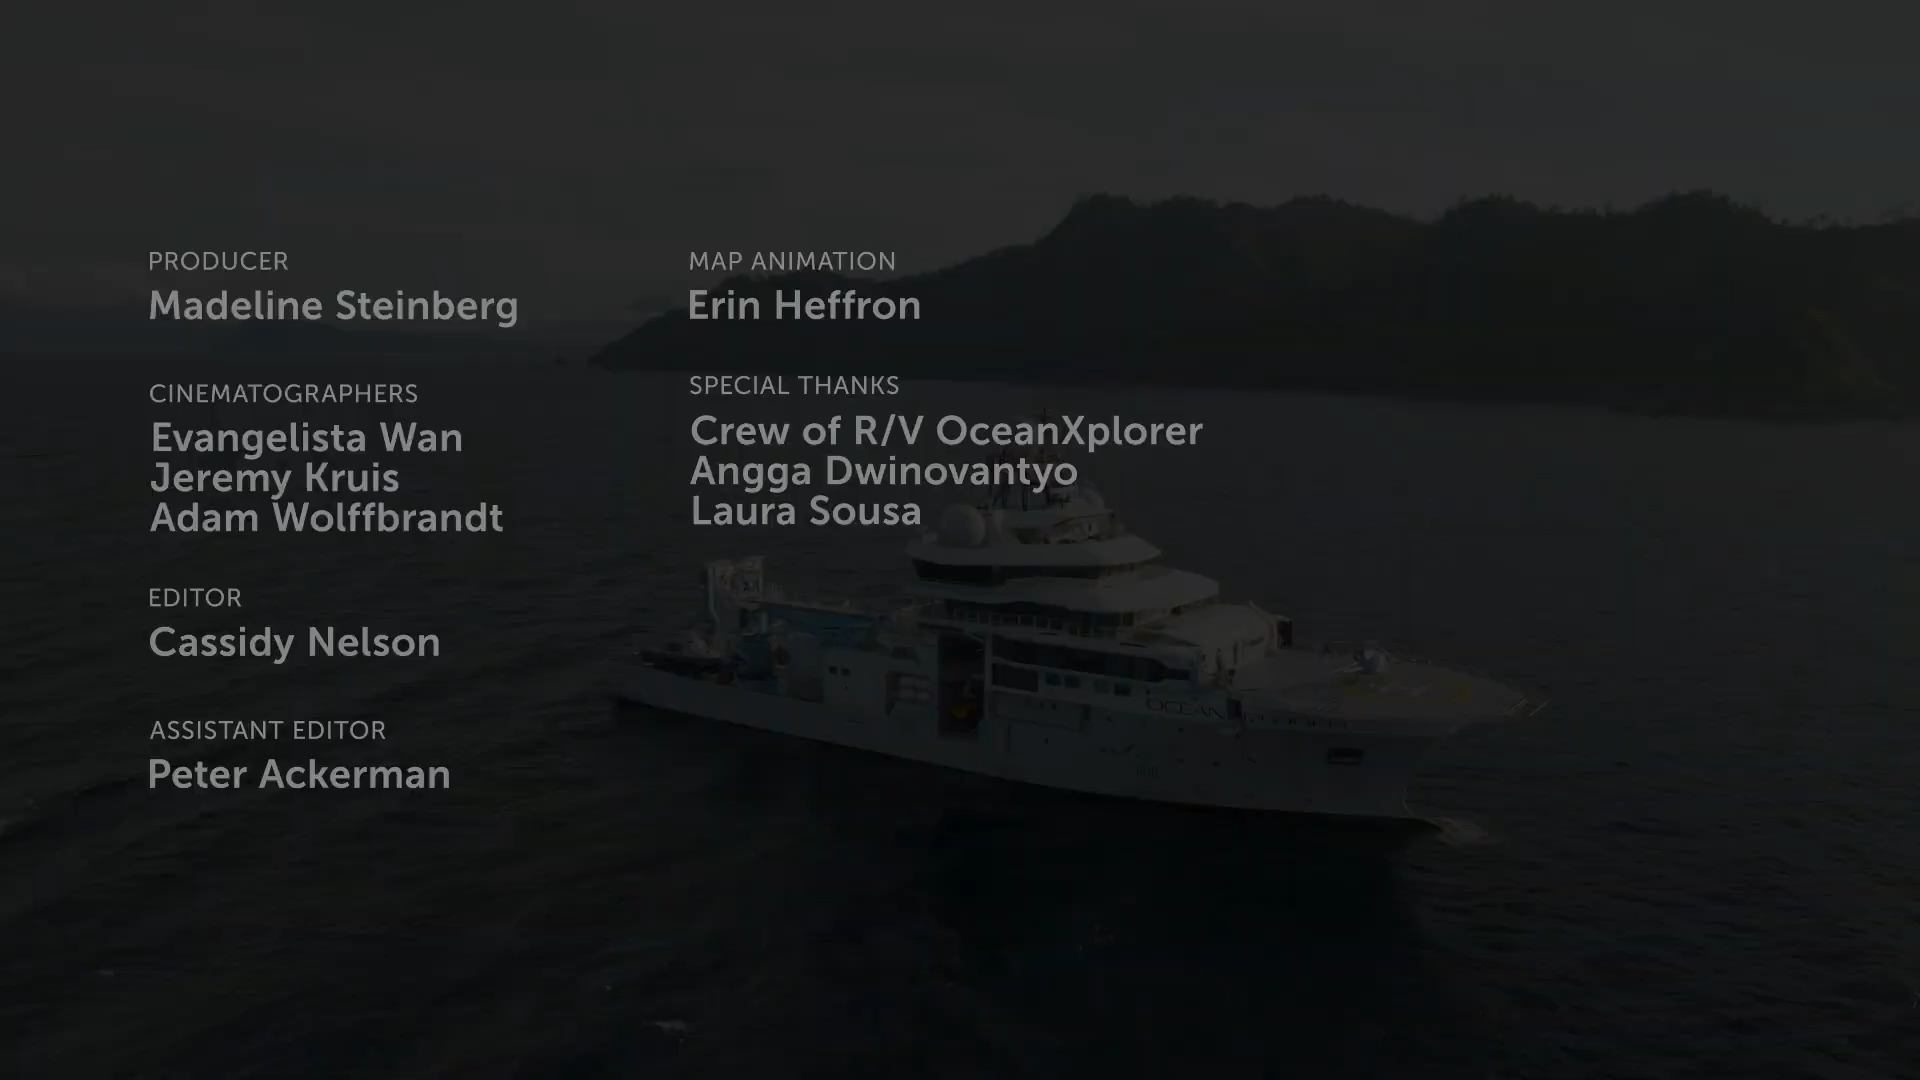 PRODUCER
Madeline Steinberg
CINEMATOGRAPHERS
Evangelista Wan
Jeremy Kruis
Adam Wolffbrandt
EDITOR
Cassidy Nelson
ASSISTANT EDITOR
Peter Ackerman
MAP ANIMATION
Erin Heffron
SPECIAL THANKS
Crew of R/V OceanXplorer
Angga Dwinovantyo
Laura Sousa
OCEAN